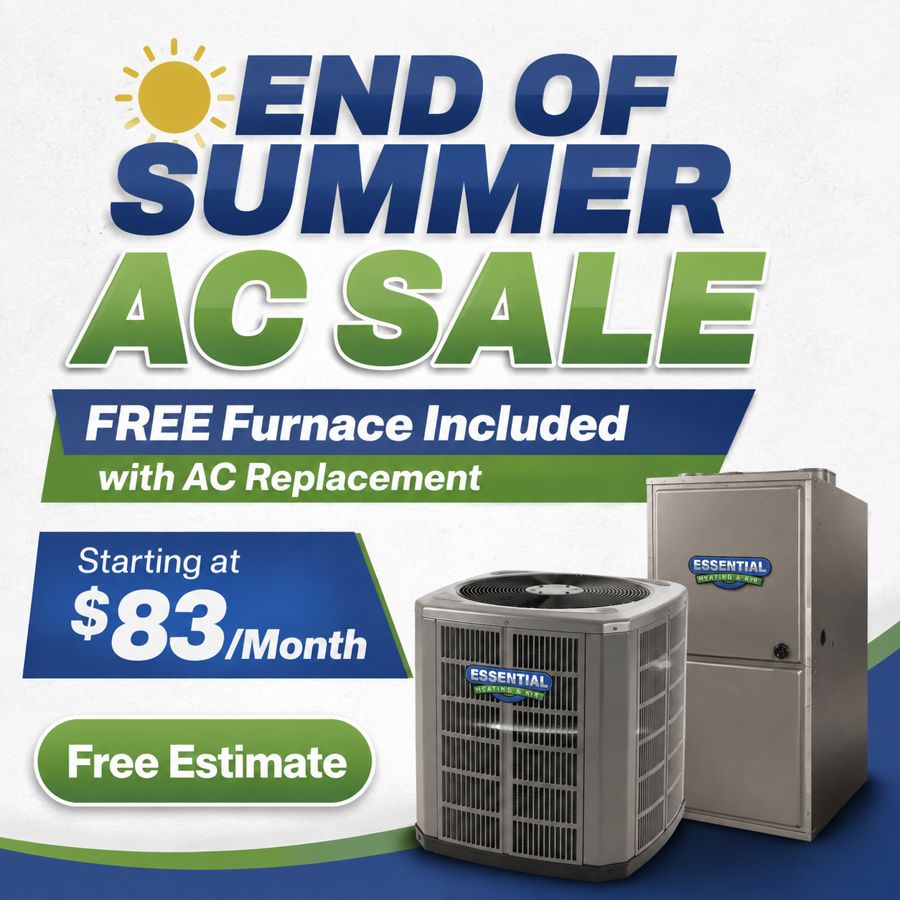 END OF
SUMMER
AC SALE
FREE Furnace Included
with AC Replacement
Starting at
$83/Month
Free Estimate
ESSENTIAL
HEATING & AIR
ESSENTIAL
HEATING & AIR